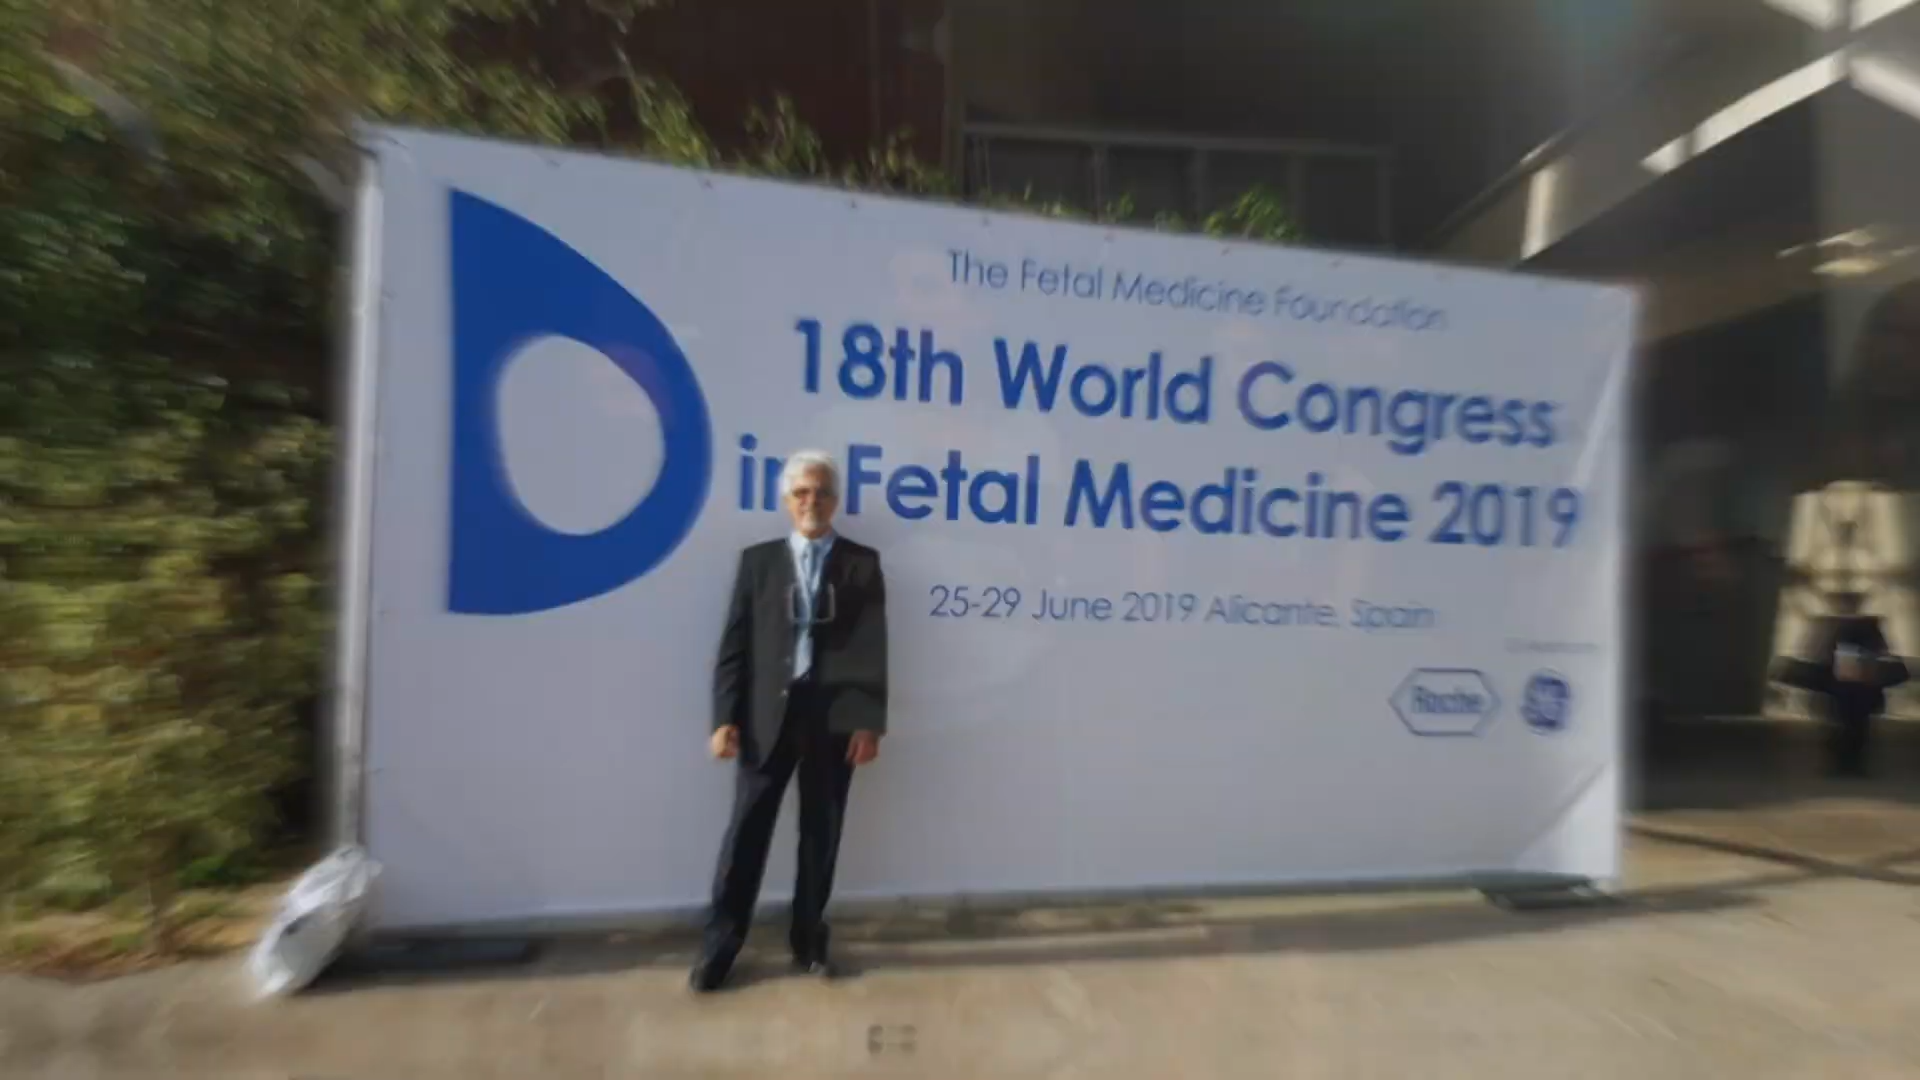 The Fetal Medicine Foundation
18th World Congress
in Fetal Medicine 2019
25-29 June 2019 Alicante, Spain
Roche